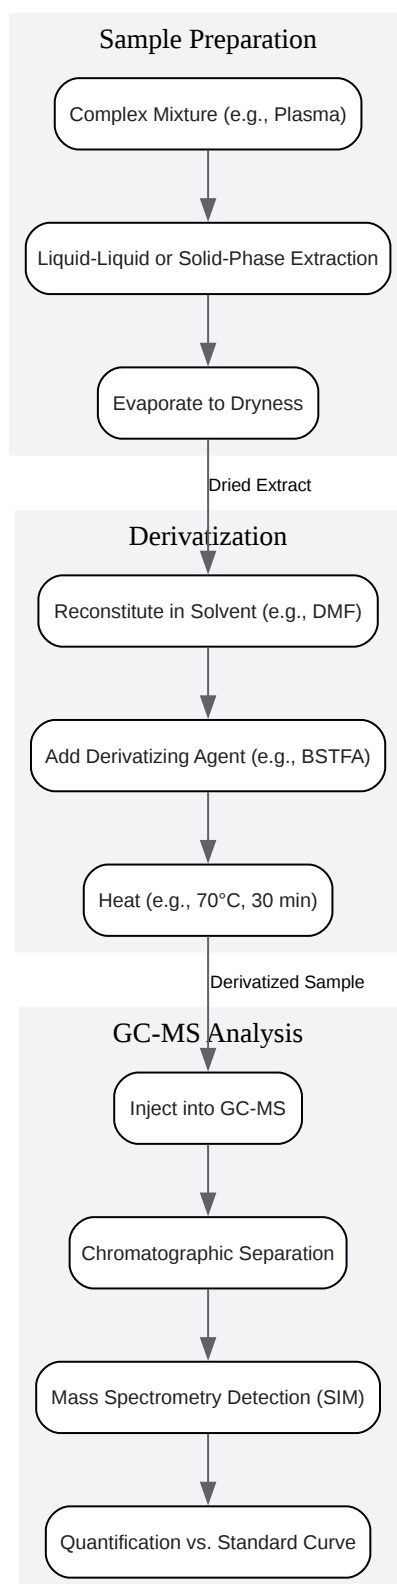 Sample Preparation
Complex Mixture (e.g., Plasma)
Liquid-Liquid or Solid-Phase Extraction
Evaporate to Dryness
Dried Extract
Derivatization
Reconstitute in Solvent (e.g., DMF)
Add Derivatizing Agent (e.g., BSTFA)
Heat (e.g., 70°C, 30 min)
Derivatized Sample
GC-MS Analysis
Inject into GC-MS
Chromatographic Separation
Mass Spectrometry Detection (SIM)
Quantification vs. Standard Curve